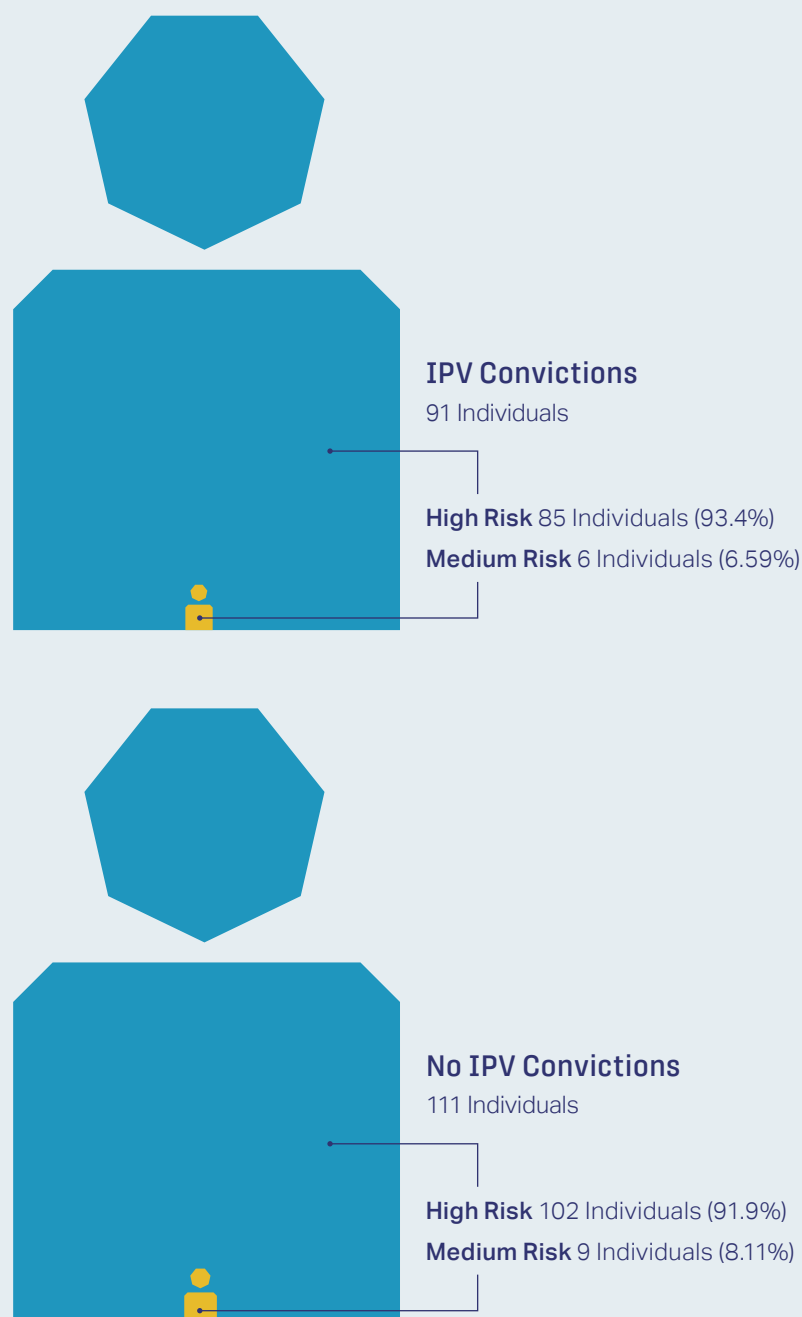 IPV Convictions
91 Individuals
High Risk 85 Individuals (93.4%)
Medium Risk 6 Individuals (6.59%)
No IPV Convictions
111 Individuals
High Risk 102 Individuals (91.9%)
Medium Risk 9 Individuals (8.11%)